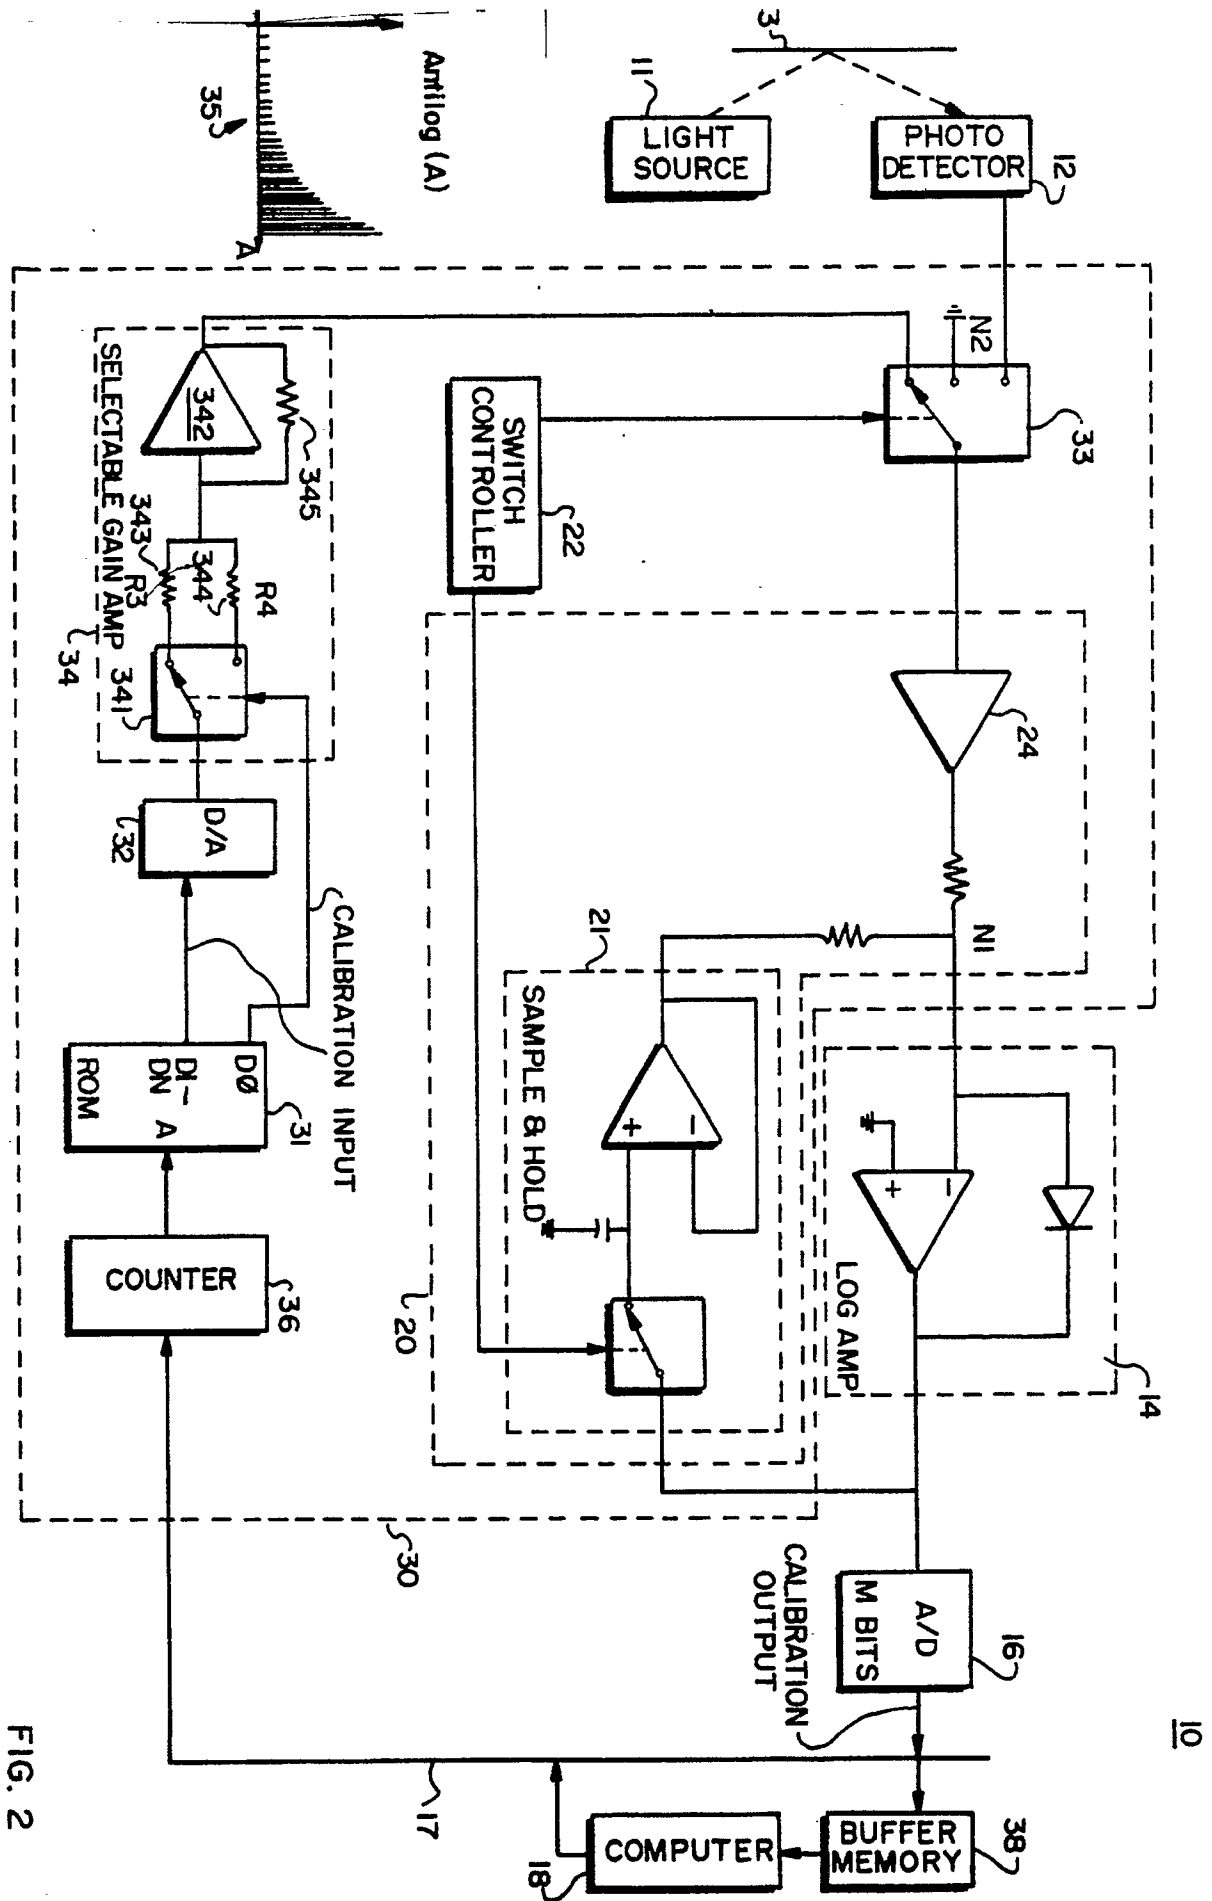 10
3
11
LIGHT
SOURCE
PHOTO
DETECTOR
12
Antilog (A)
35
A
N2
33
SWITCH
CONTROLLER
22
24
N1
21
SAMPLE & HOLD
+
−
20
+
−
LOG AMP
14
A/D
M BITS
16
CALIBRATION
OUTPUT
BUFFER
MEMORY
38
COMPUTER
18
17
30
SELECTABLE GAIN AMP
34
342
345
343
R3
344
R4
341
D/A
32
CALIBRATION INPUT
DØ
D1–
DN A
ROM
31
COUNTER
36
FIG. 2